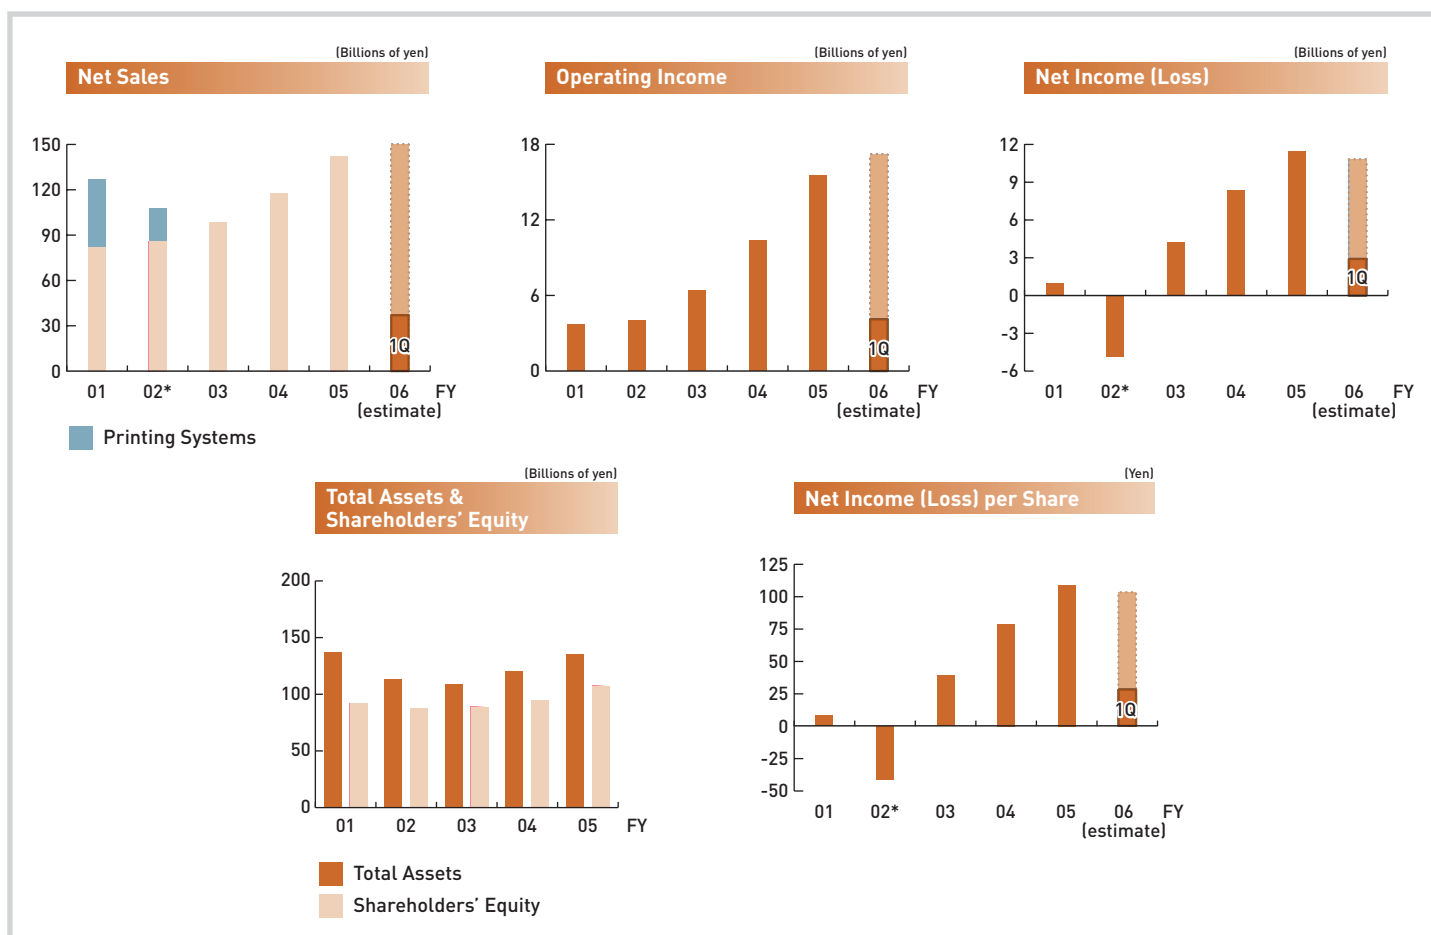 (Billions of yen)
Net Sales
150
120
90
60
30
0
1Q
01 02* 03 04 05 06 FY
(estimate)
Printing Systems
(Billions of yen)
Operating Income
18
12
6
0
1Q
01 02 03 04 05 06 FY
(estimate)
(Billions of yen)
Net Income (Loss)
12
9
6
3
0
-3
-6
1Q
01 02* 03 04 05 06 FY
(estimate)
(Billions of yen)
Total Assets &
Shareholders’ Equity
200
150
100
50
0
01 02 03 04 05 FY
Total Assets
Shareholders’ Equity
(Yen)
Net Income (Loss) per Share
125
100
75
50
25
0
-25
-50
1Q
01 02* 03 04 05 06 FY
(estimate)